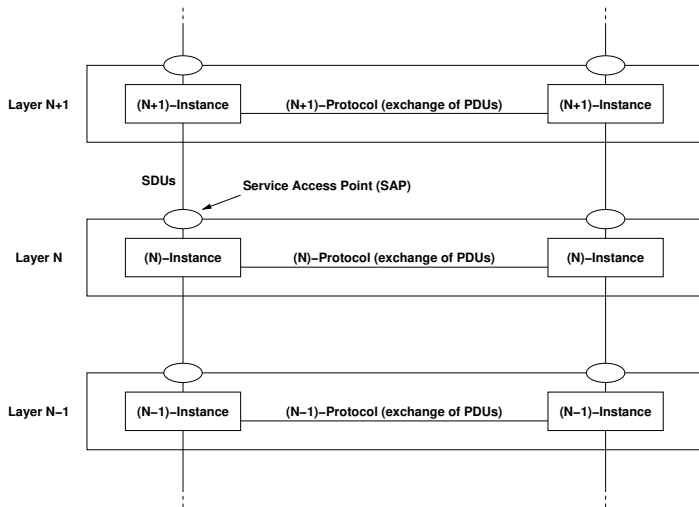 Layer N+1
(N+1)−Instance
(N+1)−Protocol (exchange of PDUs)
(N+1)−Instance
SDUs
Service Access Point (SAP)
Layer N
(N)−Instance
(N)−Protocol (exchange of PDUs)
(N)−Instance
Layer N−1
(N−1)−Instance
(N−1)−Protocol (exchange of PDUs)
(N−1)−Instance